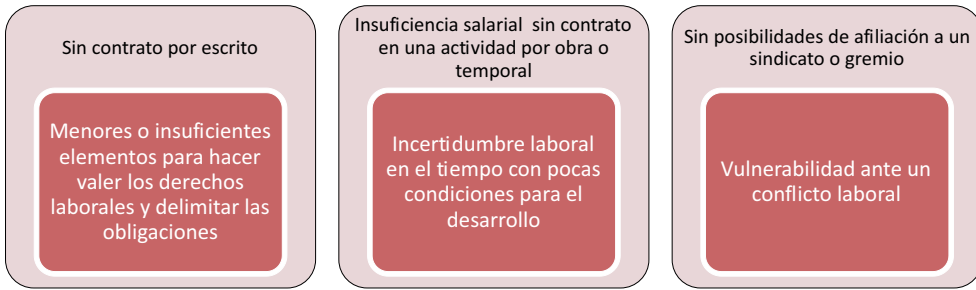 Sin contrato por escrito
Menores o insuficientes
elementos para hacer
valer los derechos
laborales y delimitar las
obligaciones
Insuficiencia salarial sin contrato
en una actividad por obra o
temporal
Incertidumbre laboral
en el tiempo con pocas
condiciones para el
desarrollo
Sin posibilidades de afiliación a un
sindicato o gremio
Vulnerabilidad ante un
conflicto laboral